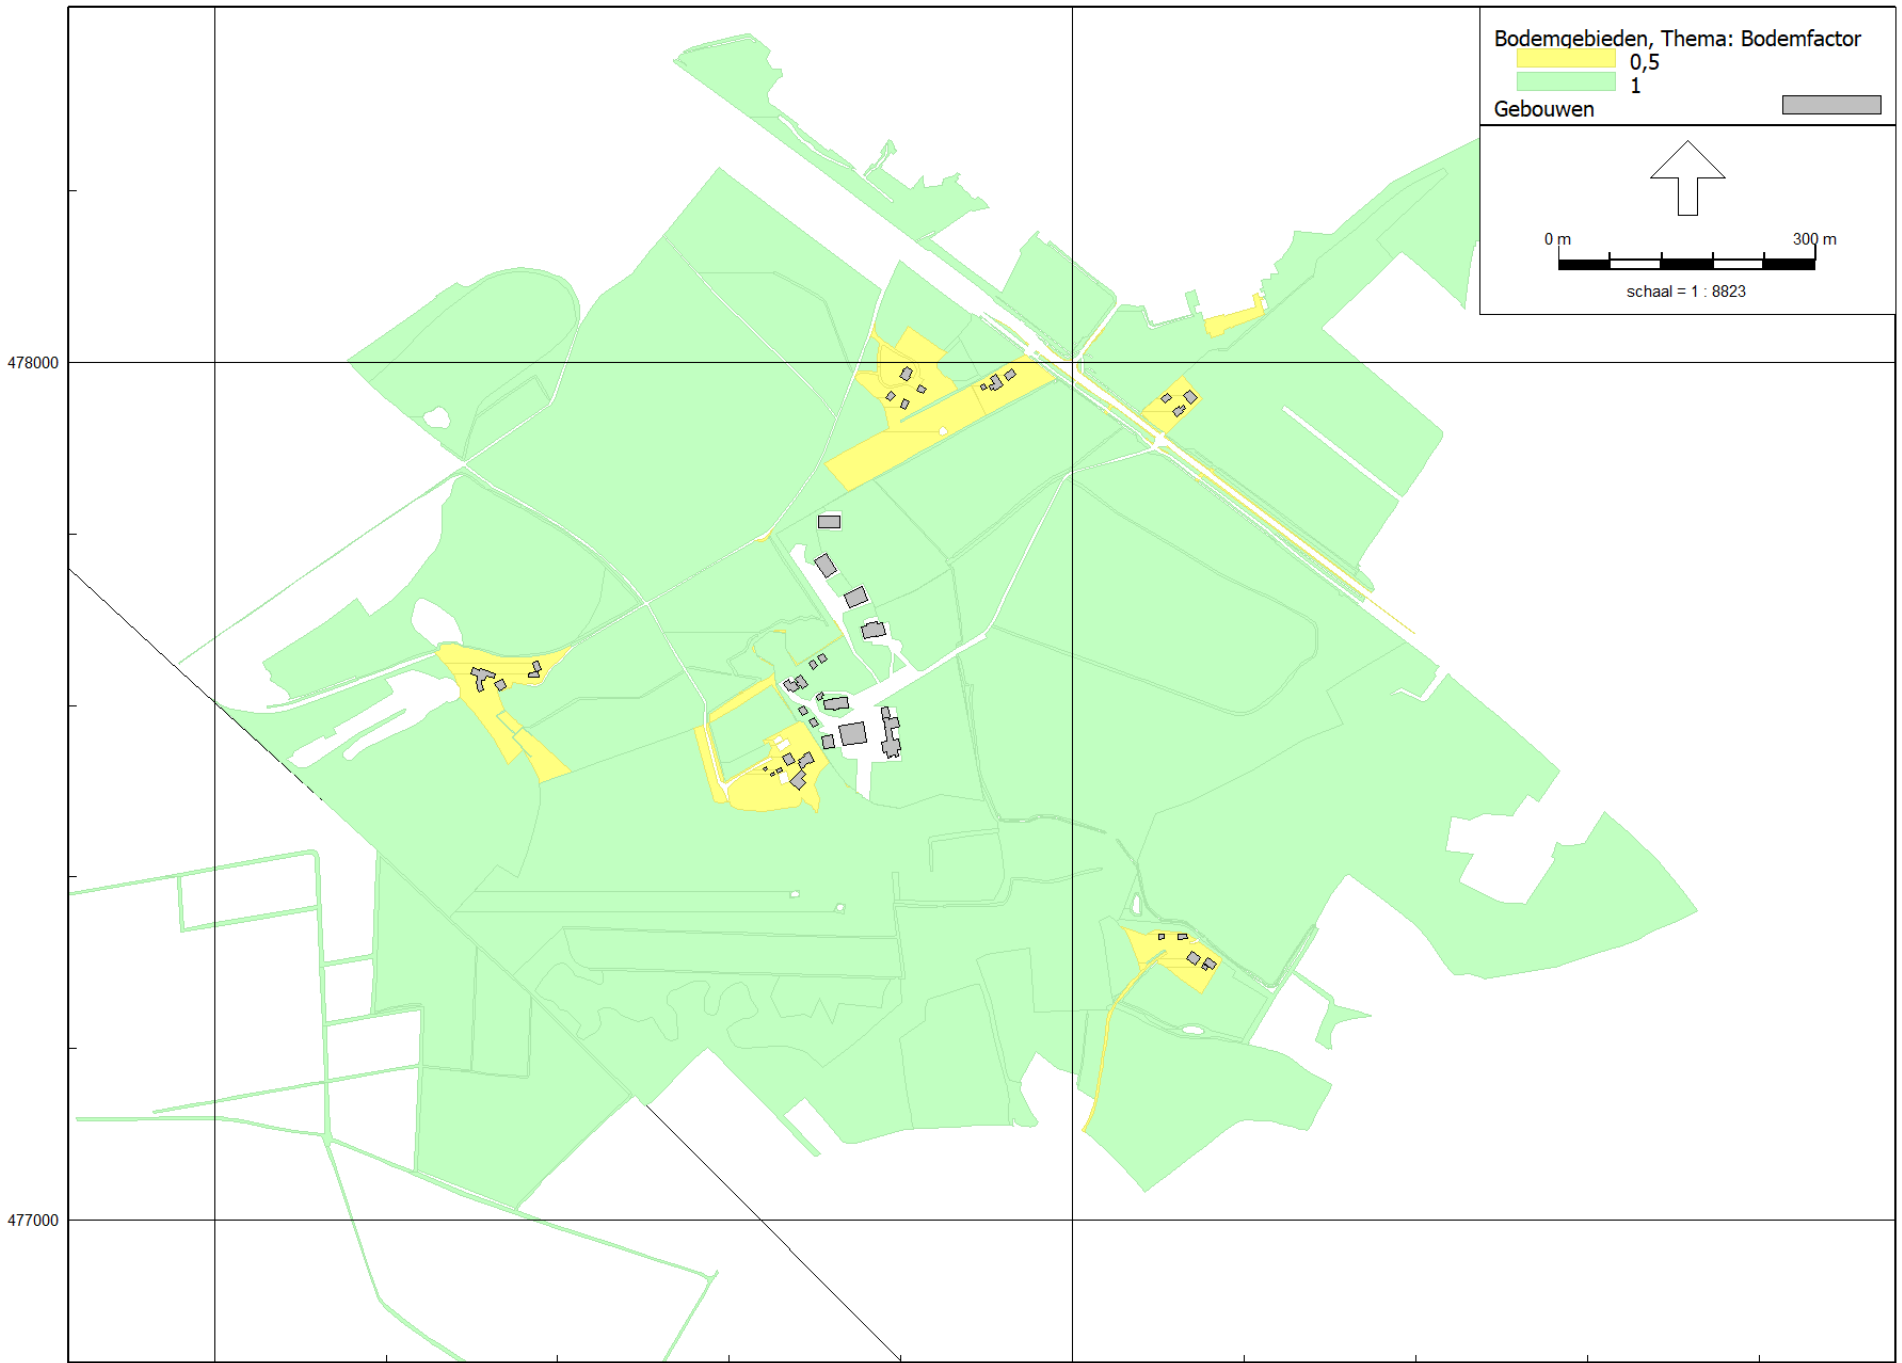 Bodemgebieden, Thema: Bodemfactor
0,5
1
Gebouwen
0 m 300 m
schaal = 1 : 8823
478000
477000